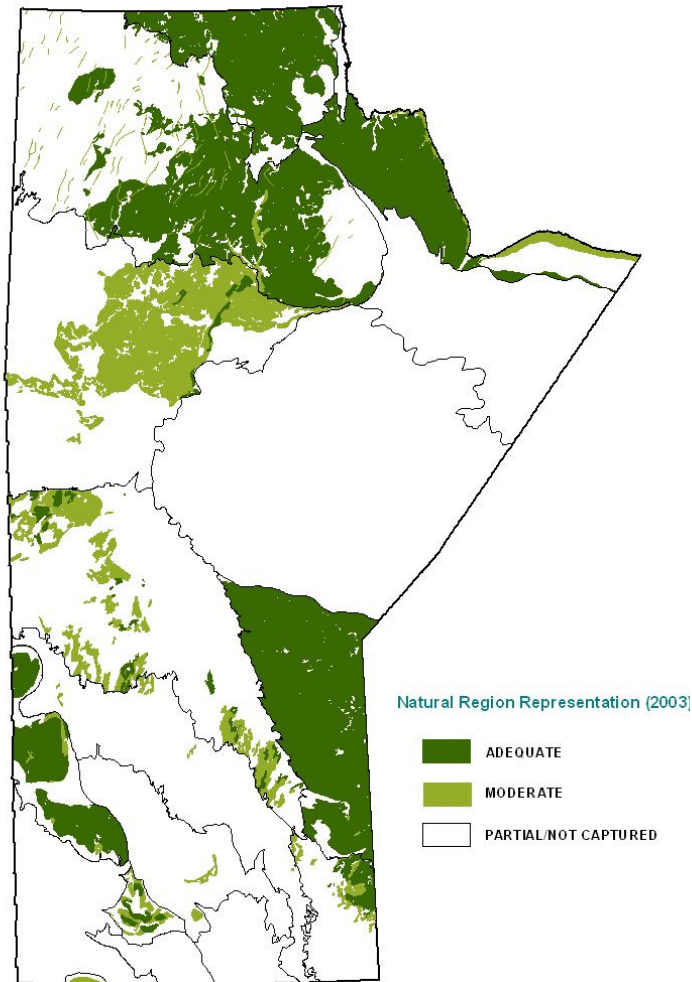 Natural Region Representation (2003)
ADEQUATE
MODERATE
PARTIAL/NOT CAPTURED